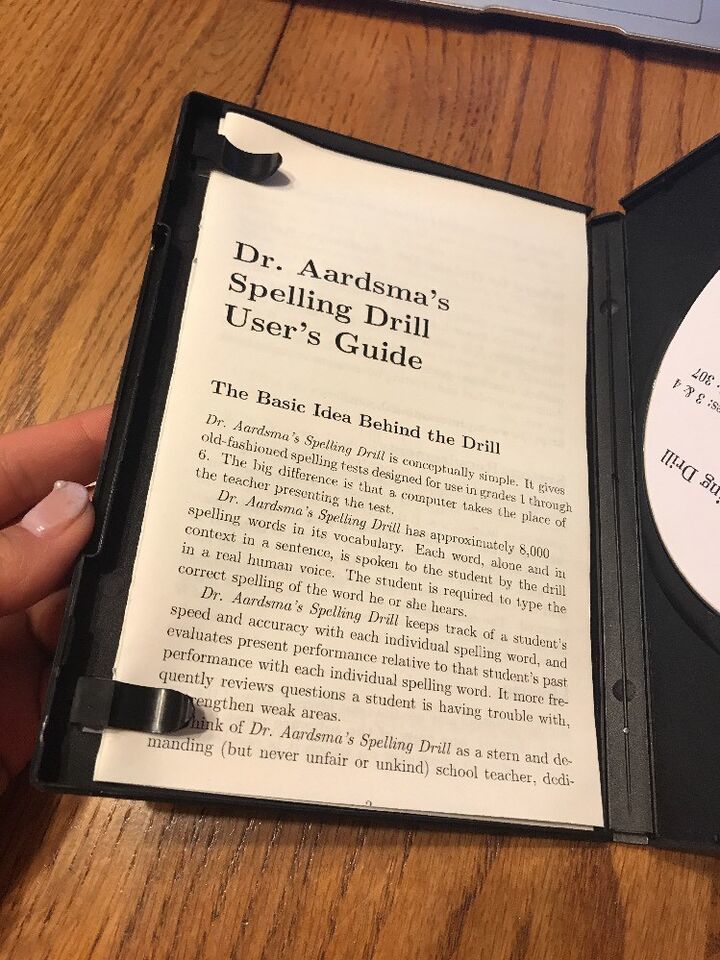 Dr. Aardsma's
Spelling Drill
User's Guide
The Basic Idea Behind the Drill
Dr. Aardsma's Spelling Drill is conceptually simple. It gives
old-fashioned spelling tests designed for use in grades 1 through
6. The big difference is that a computer takes the place of
the teacher presenting the test.
Dr. Aardsma's Spelling Drill has approximately 8,000
spelling words in its vocabulary. Each word, alone and in
context in a sentence, is spoken to the student by the drill
in a real human voice. The student is required to type the
correct spelling of the word he or she hears.
Dr. Aardsma's Spelling Drill keeps track of a student's
speed and accuracy with each individual spelling word, and
evaluates present performance relative to that student's past
performance with each individual spelling word. It more fre-
quently reviews questions a student is having trouble with,
rengthen weak areas.
hink of Dr. Aardsma's Spelling Drill as a stern and de-
manding (but never unfair or unkind) school teacher, dedi-
ing Drill
es: 3 & 4
: 307